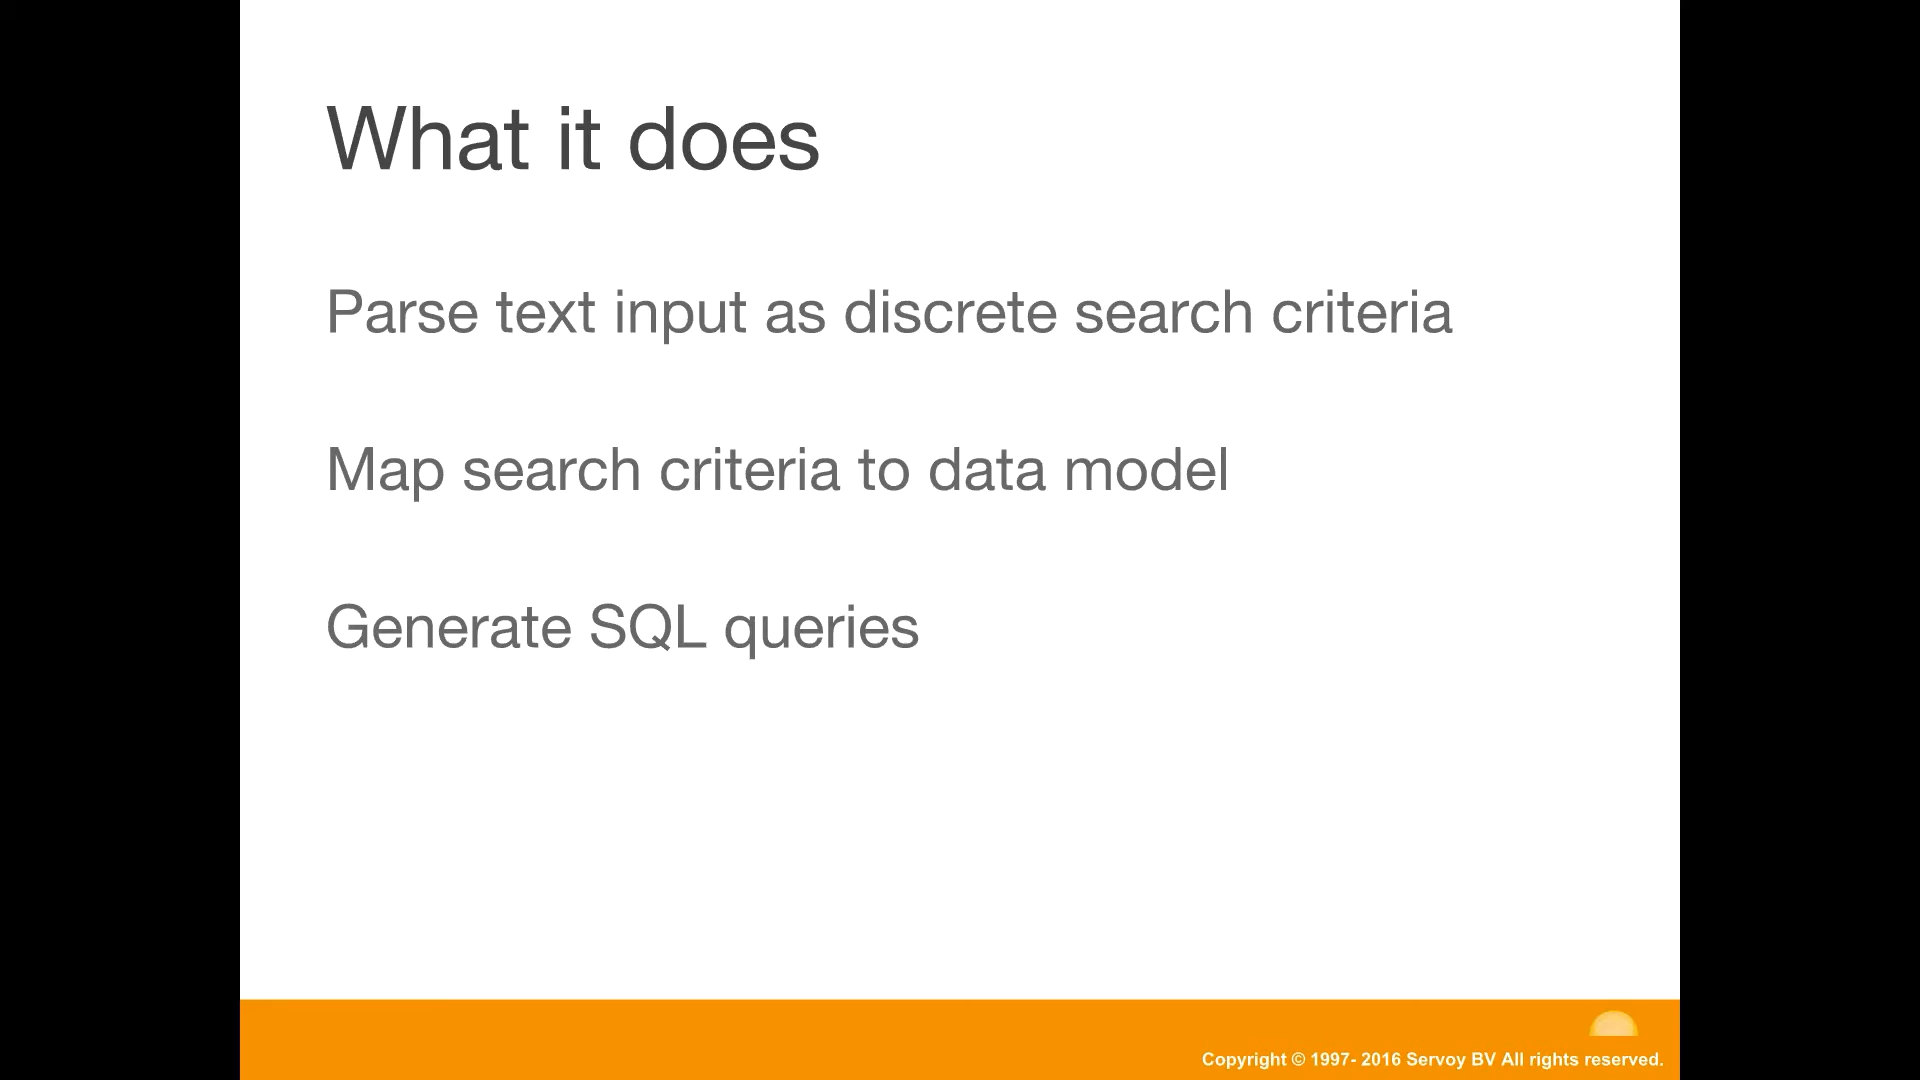 What it does
Parse text input as discrete search criteria
Map search criteria to data model
Generate SQL queries
Copyright © 1997- 2016 Servoy BV All rights reserved.